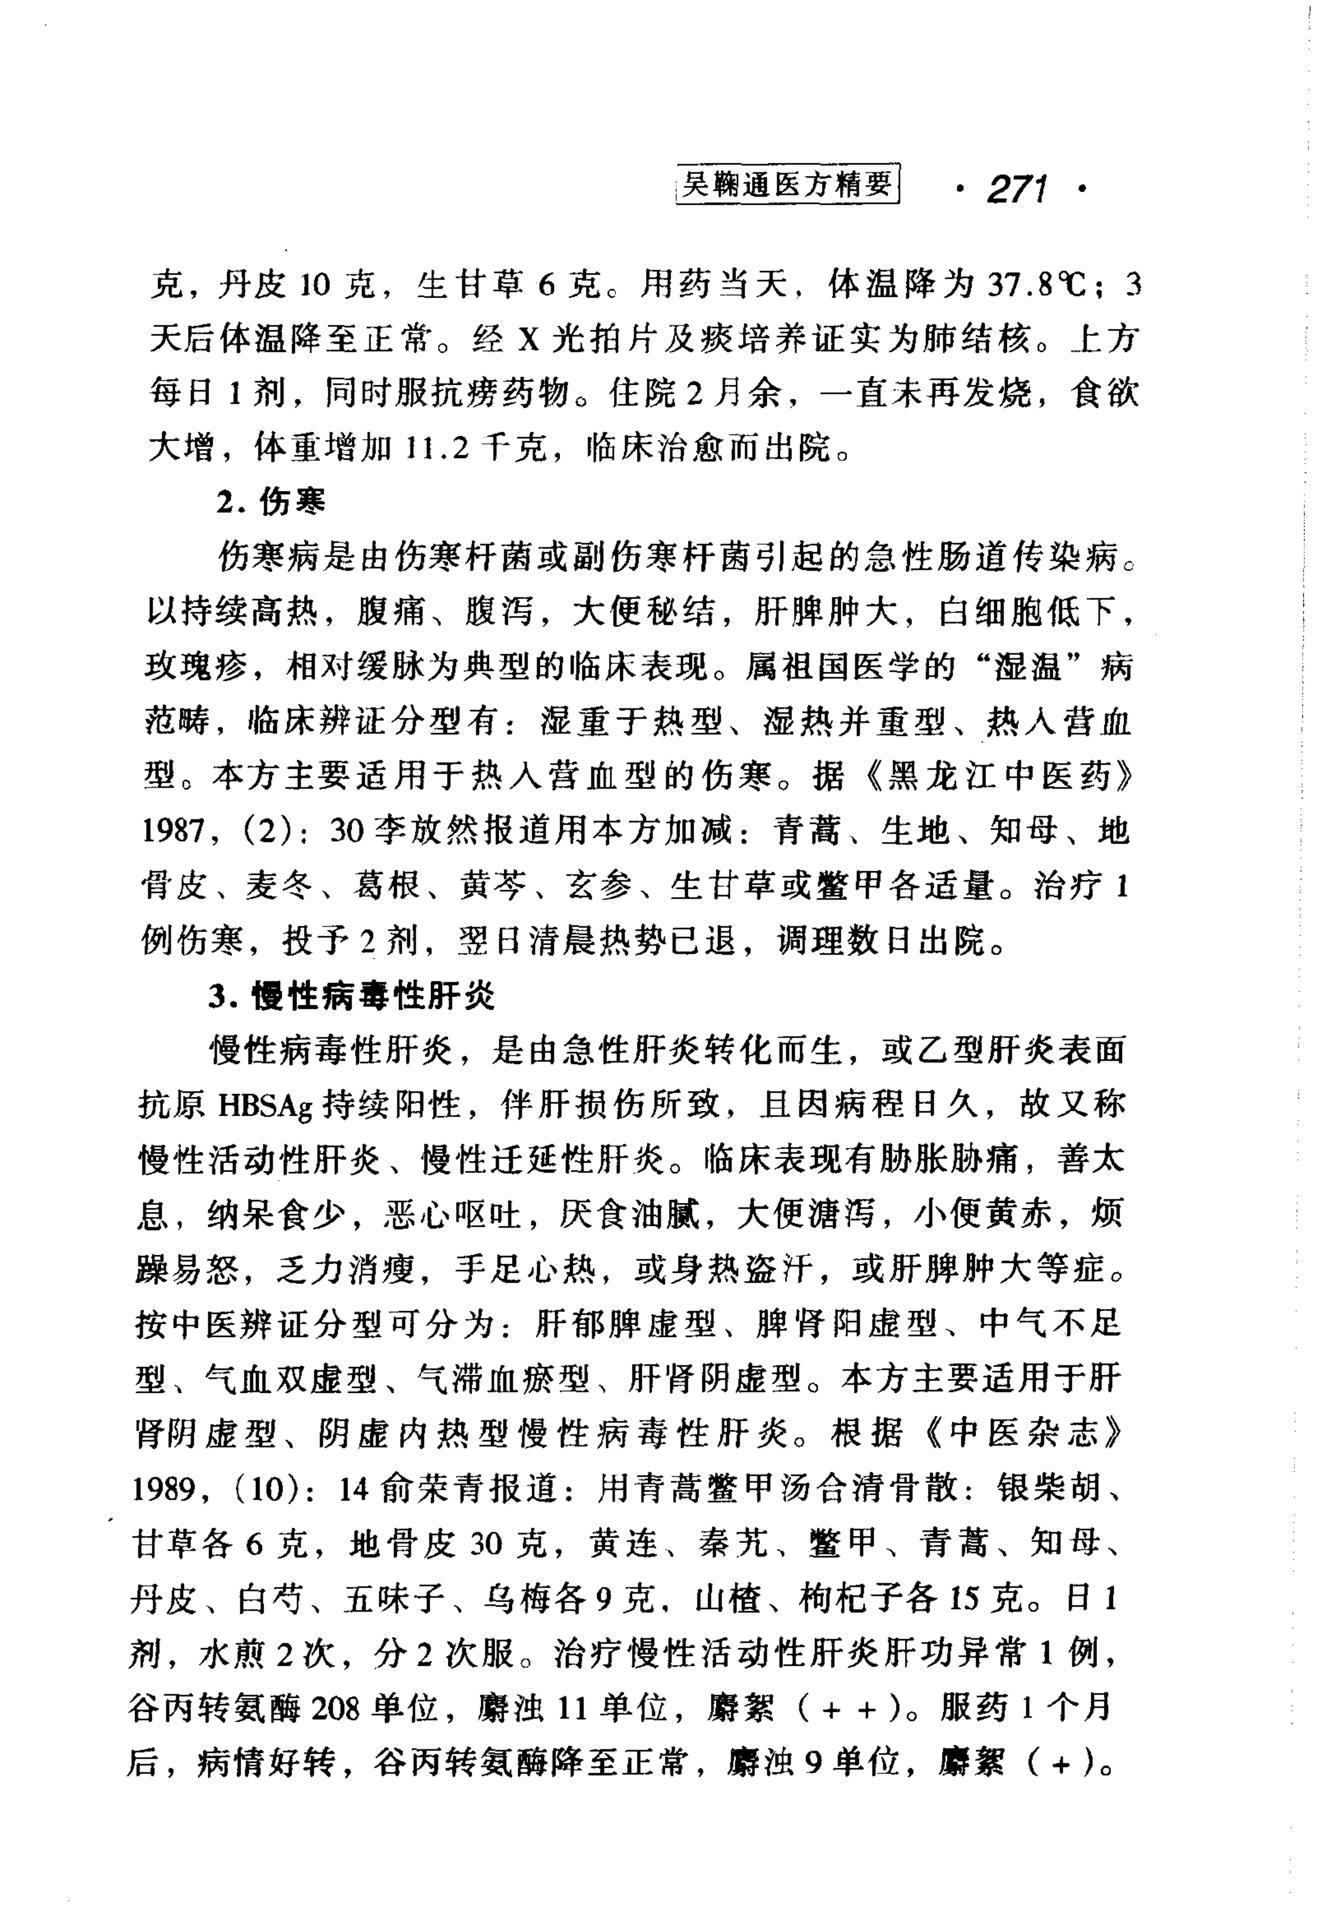 吴鞠通医方精要 · 271 ·
克，丹皮 10 克，生甘草 6 克。用药当天，体温降为 37.8℃；3
天后体温降至正常。经 X 光拍片及痰培养证实为肺结核。上方
每日 1 剂，同时服抗痨药物。住院 2 月余，一直未再发烧，食欲
大增，体重增加 11.2 千克，临床治愈而出院。
2. 伤寒
伤寒病是由伤寒杆菌或副伤寒杆菌引起的急性肠道传染病。
以持续高热，腹痛、腹泻，大便秘结，肝脾肿大，白细胞低下，
玫瑰疹，相对缓脉为典型的临床表现。属祖国医学的“湿温”病
范畴，临床辨证分型有：湿重于热型、湿热并重型、热入营血
型。本方主要适用于热入营血型的伤寒。据《黑龙江中医药》
1987，(2)：30 李放然报道用本方加减：青蒿、生地、知母、地
骨皮、麦冬、葛根、黄芩、玄参、生甘草或鳖甲各适量。治疗 1
例伤寒，投予 2 剂，翌日清晨热势已退，调理数日出院。
3. 慢性病毒性肝炎
慢性病毒性肝炎，是由急性肝炎转化而生，或乙型肝炎表面
抗原 HBSAg 持续阳性，伴肝损伤所致，且因病程日久，故又称
慢性活动性肝炎、慢性迁延性肝炎。临床表现有胁胀胁痛，善太
息，纳呆食少，恶心呕吐，厌食油腻，大便溏泻，小便黄赤，烦
躁易怒，乏力消瘦，手足心热，或身热盗汗，或肝脾肿大等症。
按中医辨证分型可分为：肝郁脾虚型、脾肾阳虚型、中气不足
型、气血双虚型、气滞血瘀型、肝肾阴虚型。本方主要适用于肝
肾阴虚型、阴虚内热型慢性病毒性肝炎。根据《中医杂志》
1989，(10)：14 俞荣青报道：用青蒿鳖甲汤合清骨散：银柴胡、
甘草各 6 克，地骨皮 30 克，黄连、秦艽、鳖甲、青蒿、知母、
丹皮、白芍、五味子、乌梅各 9 克，山楂、枸杞子各 15 克。日 1
剂，水煎 2 次，分 2 次服。治疗慢性活动性肝炎肝功异常 1 例，
谷丙转氨酶 208 单位，麝浊 11 单位，麝絮（+ +）。服药 1 个月
后，病情好转，谷丙转氨酶降至正常，麝浊 9 单位，麝絮（+）。